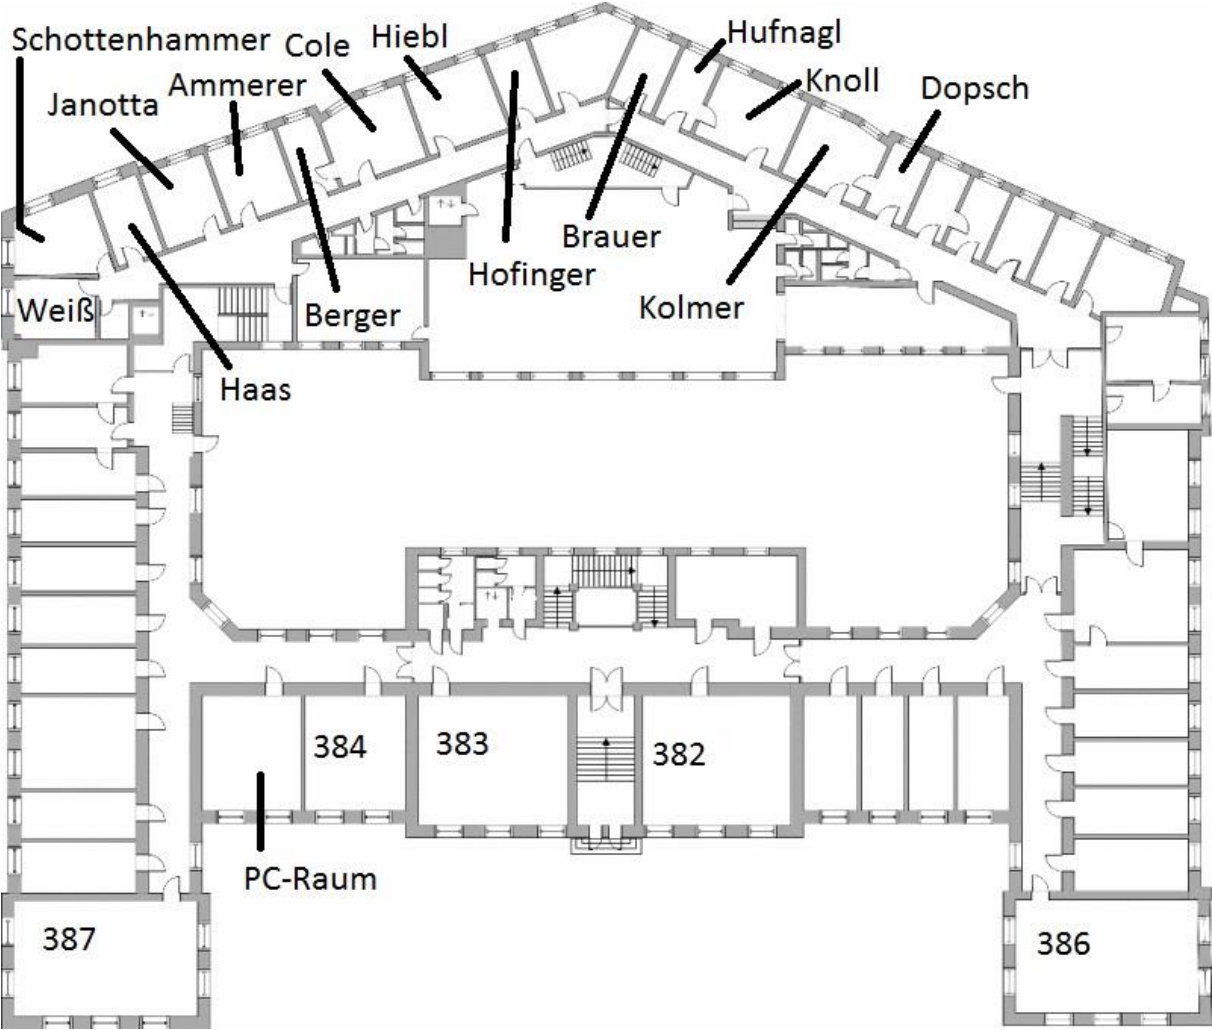 Schottenhammer
Cole
Hiebl
Hufnagl
Janotta
Ammerer
Knoll
Dopsch
Brauer
Hofinger
Kolmer
Weiß
Berger
Haas
384
383
382
PC-Raum
387
386